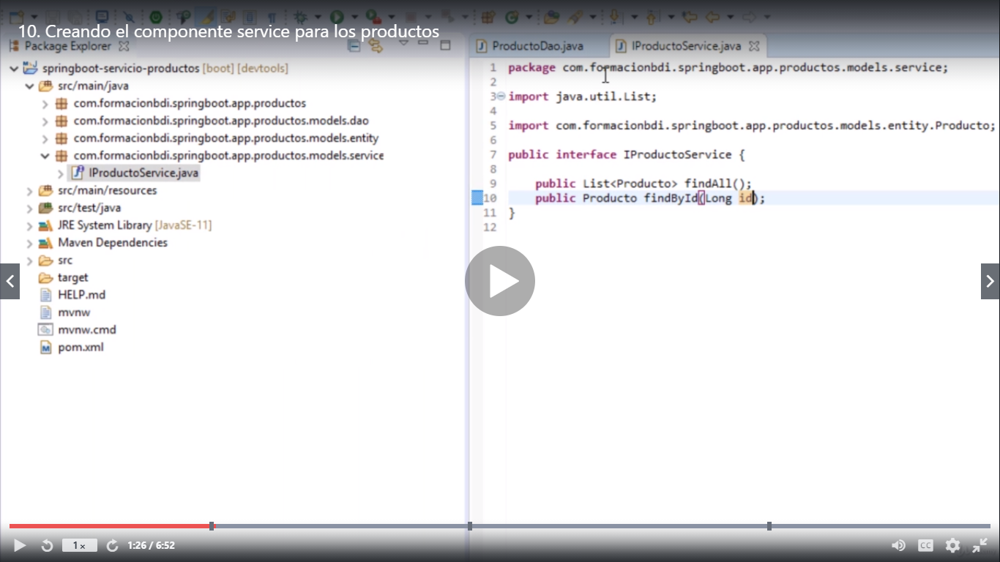 10. Creando el componente service para los productos
Package Explorer
springboot-servicio-productos [boot] [devtools]
src/main/java
com.formacionbdi.springboot.app.productos
com.formacionbdi.springboot.app.productos.models.dao
com.formacionbdi.springboot.app.productos.models.entity
com.formacionbdi.springboot.app.productos.models.service
IProductoService.java
src/main/resources
src/test/java
JRE System Library [JavaSE-11]
Maven Dependencies
src
target
HELP.md
mvnw
mvnw.cmd
pom.xml
ProductoDao.java
IProductoService.java
1 package com.formacionbdi.springboot.app.productos.models.service;
2
3 import java.util.List;
4
5 import com.formacionbdi.springboot.app.productos.models.entity.Producto;
6
7 public interface IProductoService {
8
9 public List<Producto> findAll();
10 public Producto findById(Long id);
11 }
12
1 x
1:26 / 6:52
CC